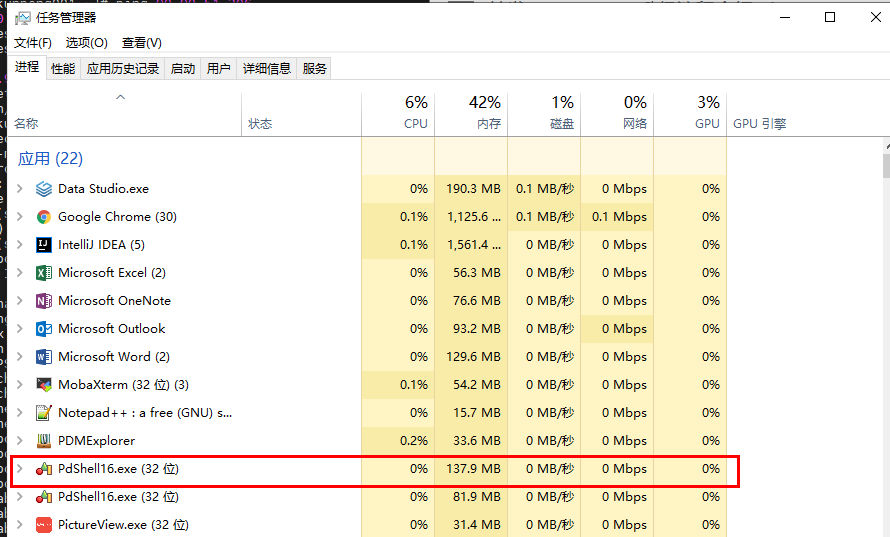 任务管理器
文件(F) 选项(O) 查看(V)
进程 性能 应用历史记录 启动 用户 详细信息 服务
6% 42% 1% 0% 3%
名称 状态 CPU 内存 磁盘 网络 GPU GPU 引擎
应用 (22)
Data Studio.exe 0% 190.3 MB 0.1 MB/秒 0 Mbps 0%
Google Chrome (30) 0.1% 1,125.6 ... 0.1 MB/秒 0.1 Mbps 0%
IntelliJ IDEA (5) 0.1% 1,561.4 ... 0 MB/秒 0 Mbps 0%
Microsoft Excel (2) 0% 56.3 MB 0 MB/秒 0 Mbps 0%
Microsoft OneNote 0% 76.6 MB 0 MB/秒 0 Mbps 0%
Microsoft Outlook 0% 93.2 MB 0 MB/秒 0 Mbps 0%
Microsoft Word (2) 0% 129.6 MB 0 MB/秒 0 Mbps 0%
MobaXterm (32 位) (3) 0.1% 54.2 MB 0 MB/秒 0 Mbps 0%
Notepad++ : a free (GNU) s... 0% 15.7 MB 0 MB/秒 0 Mbps 0%
PDMExplorer 0.2% 33.6 MB 0 MB/秒 0 Mbps 0%
PdShell16.exe (32 位) 0% 137.9 MB 0 MB/秒 0 Mbps 0%
PdShell16.exe (32 位) 0% 81.9 MB 0 MB/秒 0 Mbps 0%
PictureView.exe (32 位) 0% 31.4 MB 0 MB/秒 0 Mbps 0%